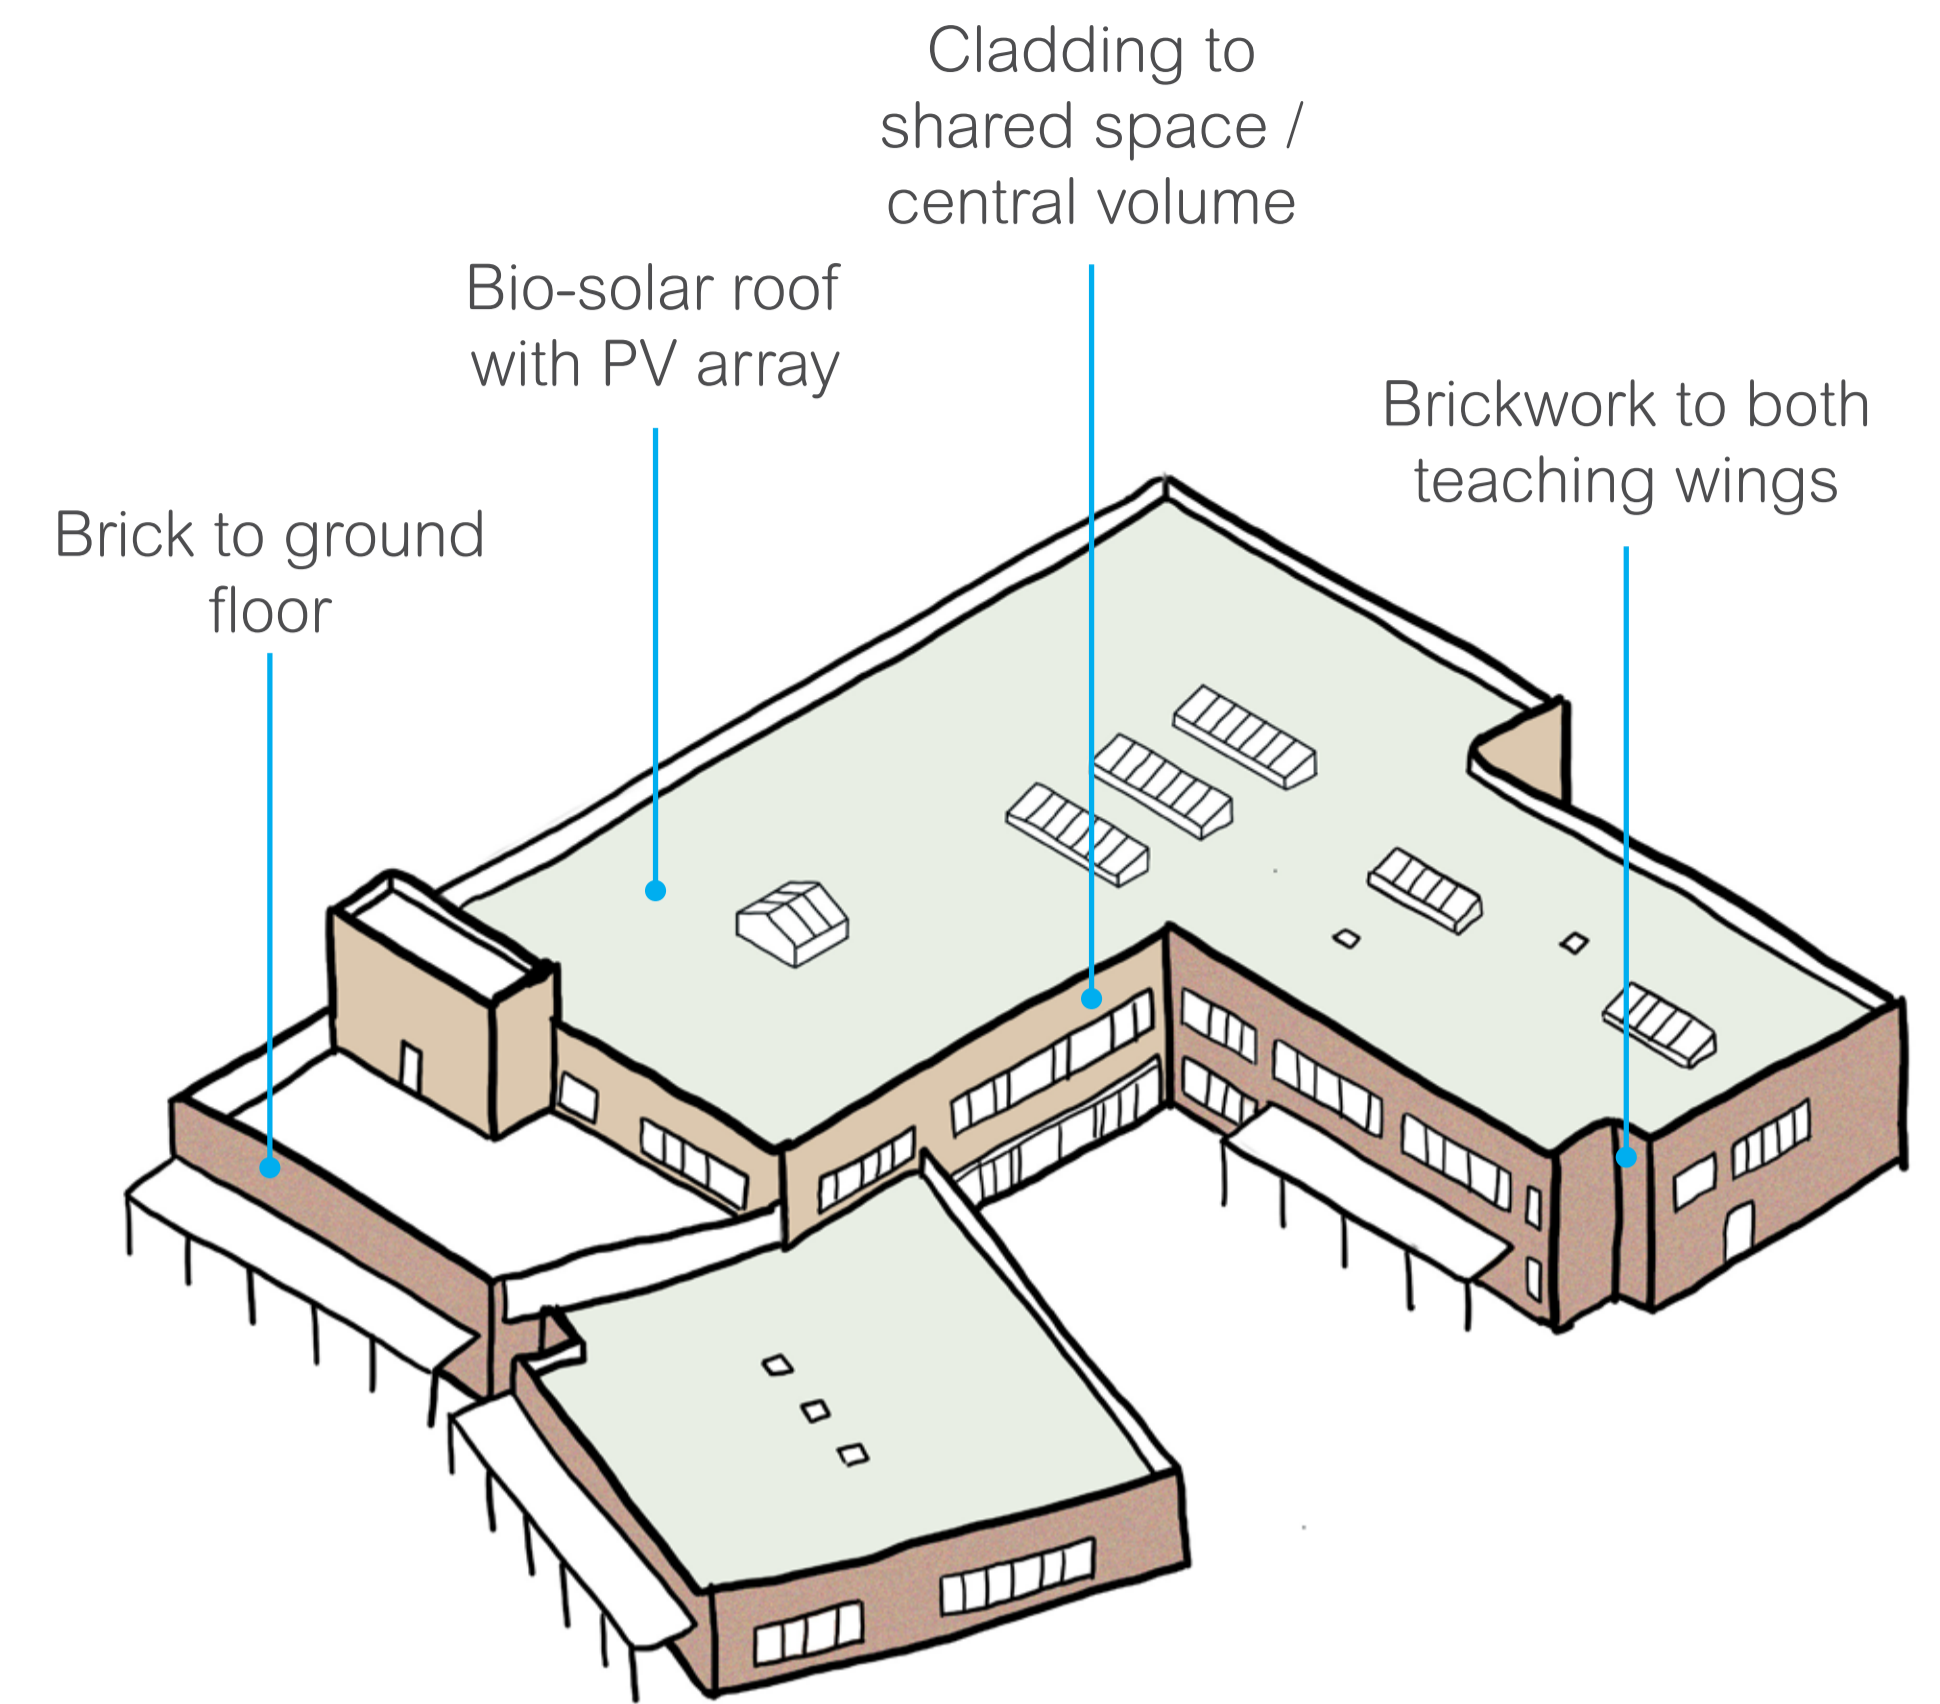 Cladding to
shared space /
central volume
Bio-solar roof
with PV array
Brickwork to both
teaching wings
Brick to ground
floor